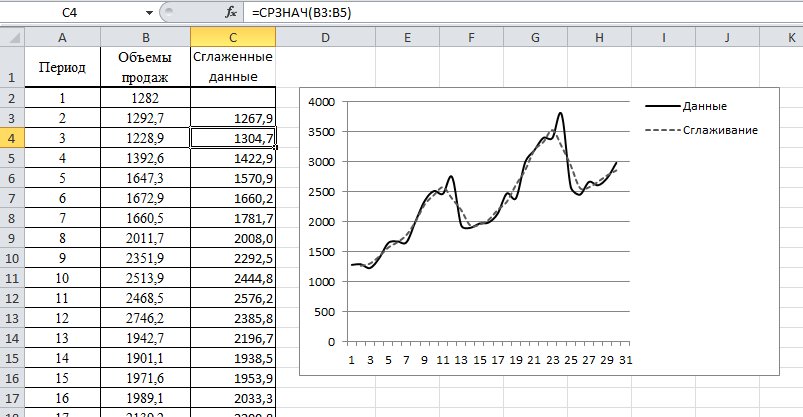 C4 fx =СРЗНАЧ(B3:B5)
A B C D E F G H I J K
1 Период Объемы продаж Сглаженные данные
2 1 1282
3 2 1292,7 1267,9
4 3 1228,9 1304,7
5 4 1392,6 1422,9
6 5 1647,3 1570,9
7 6 1672,9 1660,2
8 7 1660,5 1781,7
9 8 2011,7 2008,0
10 9 2351,9 2292,5
11 10 2513,9 2444,8
12 11 2468,5 2576,2
13 12 2746,2 2385,8
14 13 1942,7 2196,7
15 14 1901,1 1938,5
16 15 1971,6 1953,9
17 16 1989,1 2033,3
4000
3500
3000
2500
2000
1500
1000
500
0
1 3 5 7 9 11 13 15 17 19 21 23 25 27 29 31
Данные
Сглаживание